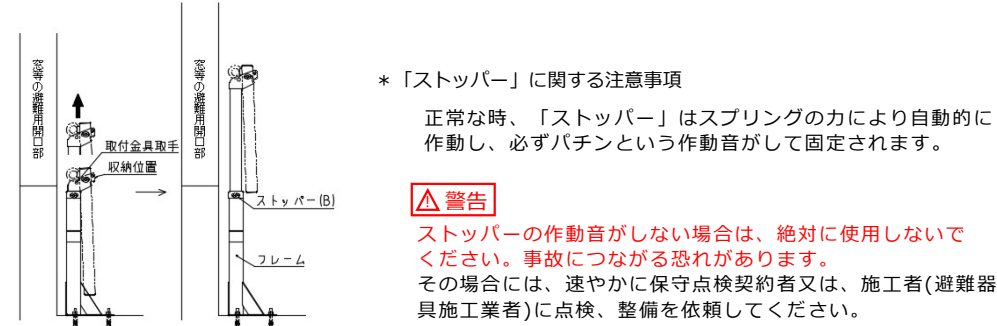 窓等の避難用開口部
取付金具取手
収納位置
窓等の避難用開口部
ストッパー(B)
フレーム
*「ストッパー」に関する注意事項
正常な時、「ストッパー」はスプリングの力により自動的に
作動し、必ずパチンという作動音がして固定されます。
⚠警告
ストッパーの作動音がしない場合は、絶対に使用しないで
ください。事故につながる恐れがあります。
その場合には、速やかに保守点検契約者又は、施工者(避難器
具施工業者)に点検、整備を依頼してください。